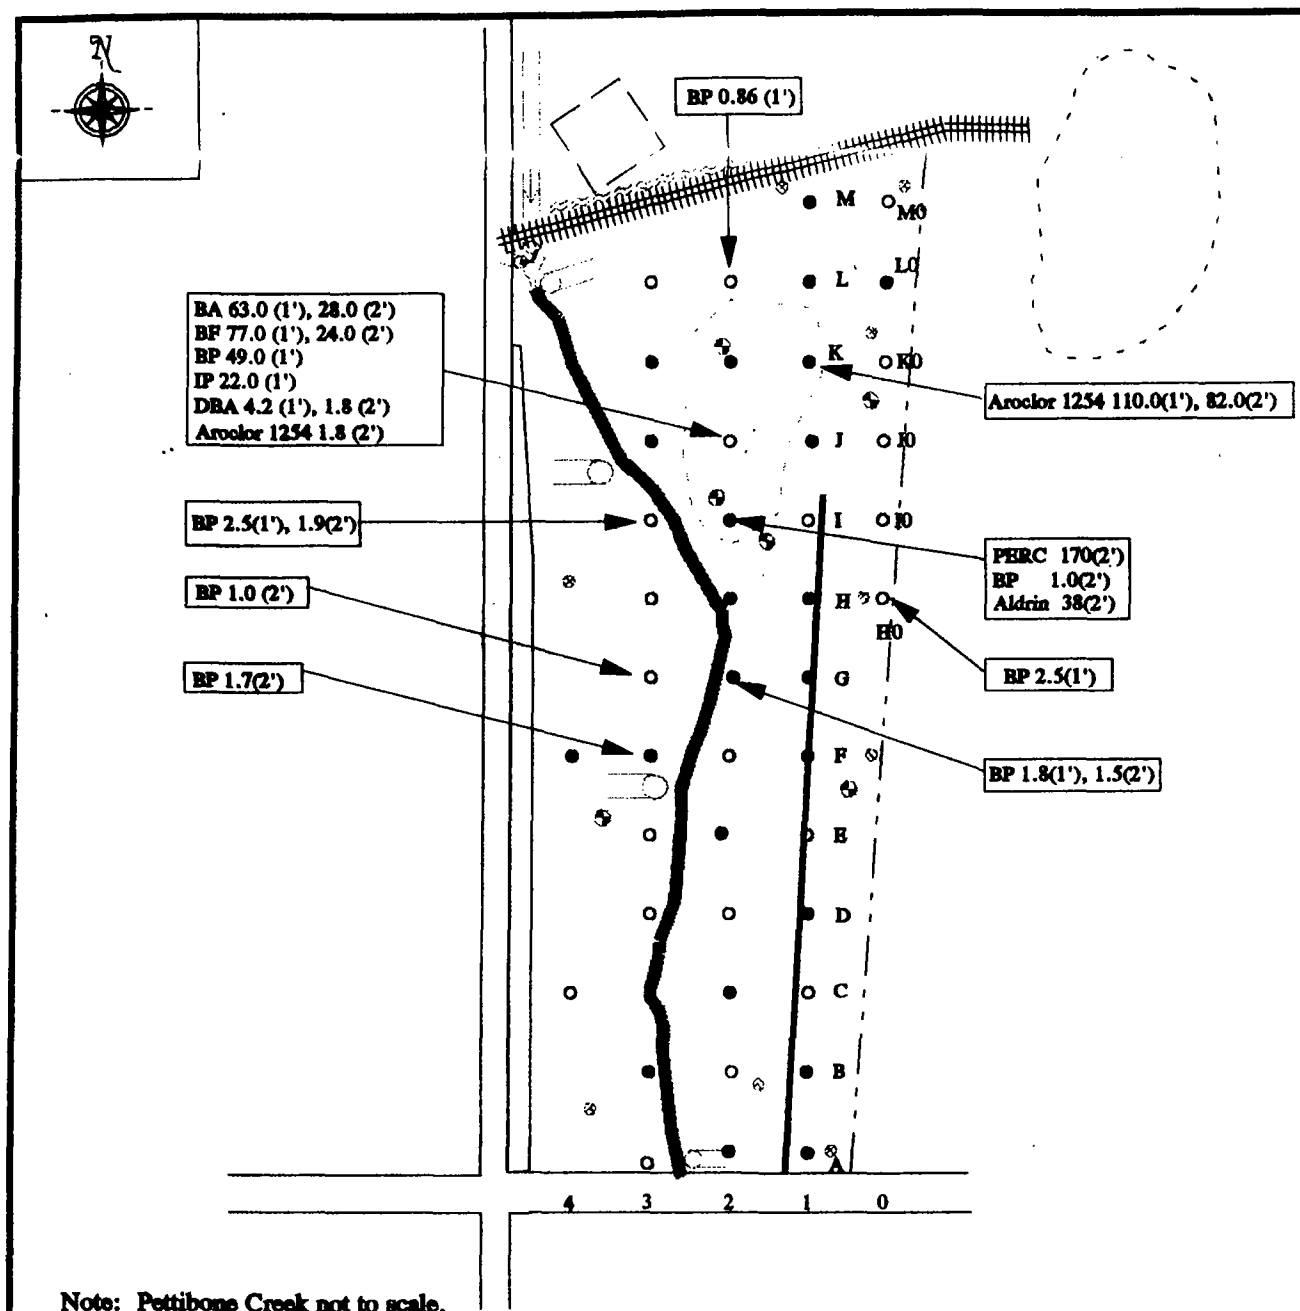 N
BP 0.86 (1')
M
M0
L
L0
BA 63.0 (1'), 28.0 (2')
BF 77.0 (1'), 24.0 (2')
BP 49.0 (1')
IP 22.0 (1')
DBA 4.2 (1'), 1.8 (2')
Aroclor 1254 1.8 (2')
K
K0
Aroclor 1254 110.0(1'), 82.0(2')
J
BP 2.5(1'), 1.9(2')
I
I0
PERC 170(2')
BP 1.0(2')
Aldrin 38(2')
BP 1.0 (2')
H
H0
BP 1.7(2')
G
BP 2.5(1')
F
BP 1.8(1'), 1.5(2')
E
D
C
B
A
4 3 2 1 0
Note: Pettibone Creek not to scale.